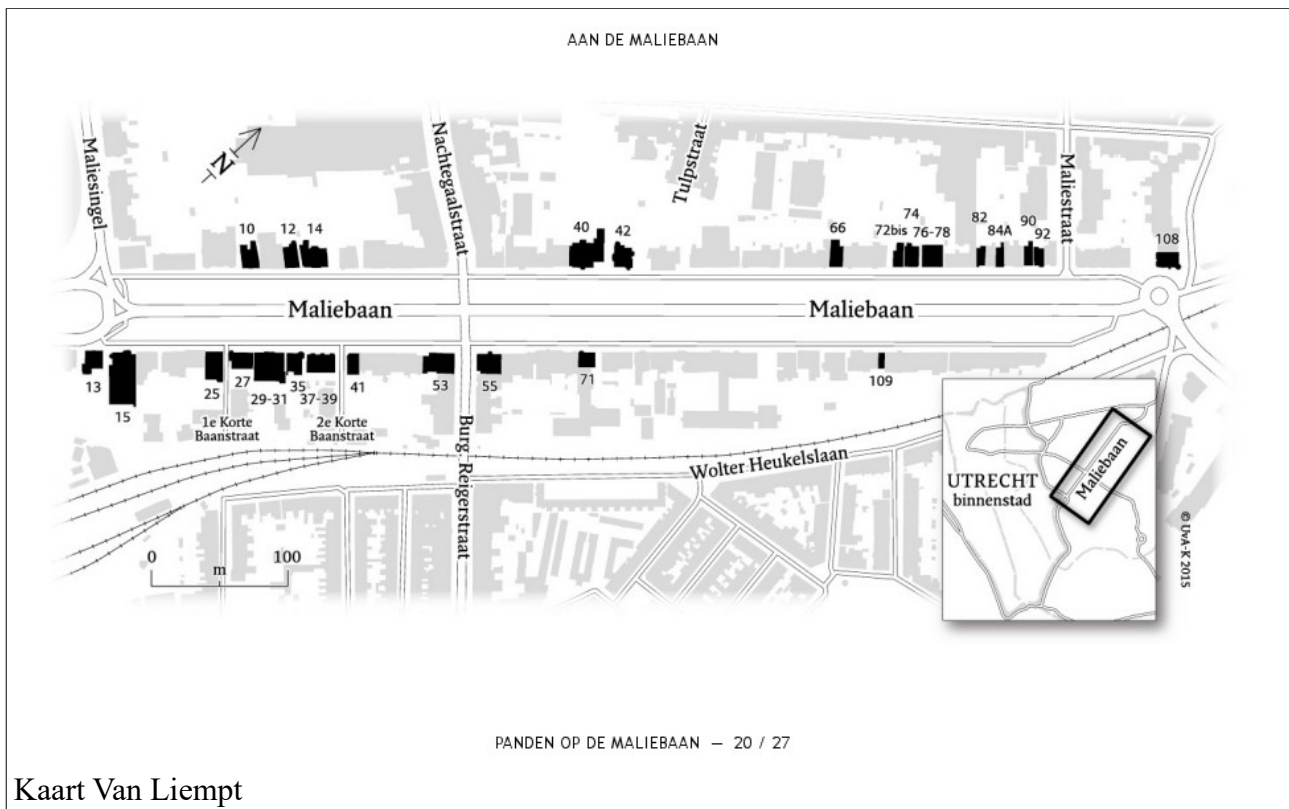 AAN DE MALIEBAAN
Maliesingel
N
Nachtegaalstraat
Tulpstraat
Maliestraat
10
12
14
40
42
66
72bis
74
76-78
82
84A
90
92
108
Maliebaan
Maliebaan
13
15
25
27
29-31
35
37-39
41
53
55
71
109
1e Korte
Baanstraat
2e Korte
Baanstraat
Burg. Reigerstraat
Wolter Heukelslaan
0
100
m
UTRECHT
binnenstad
Maliebaan
© UvA-K 2015
PANDEN OP DE MALIEBAAN – 20 / 27
Kaart Van Liempt